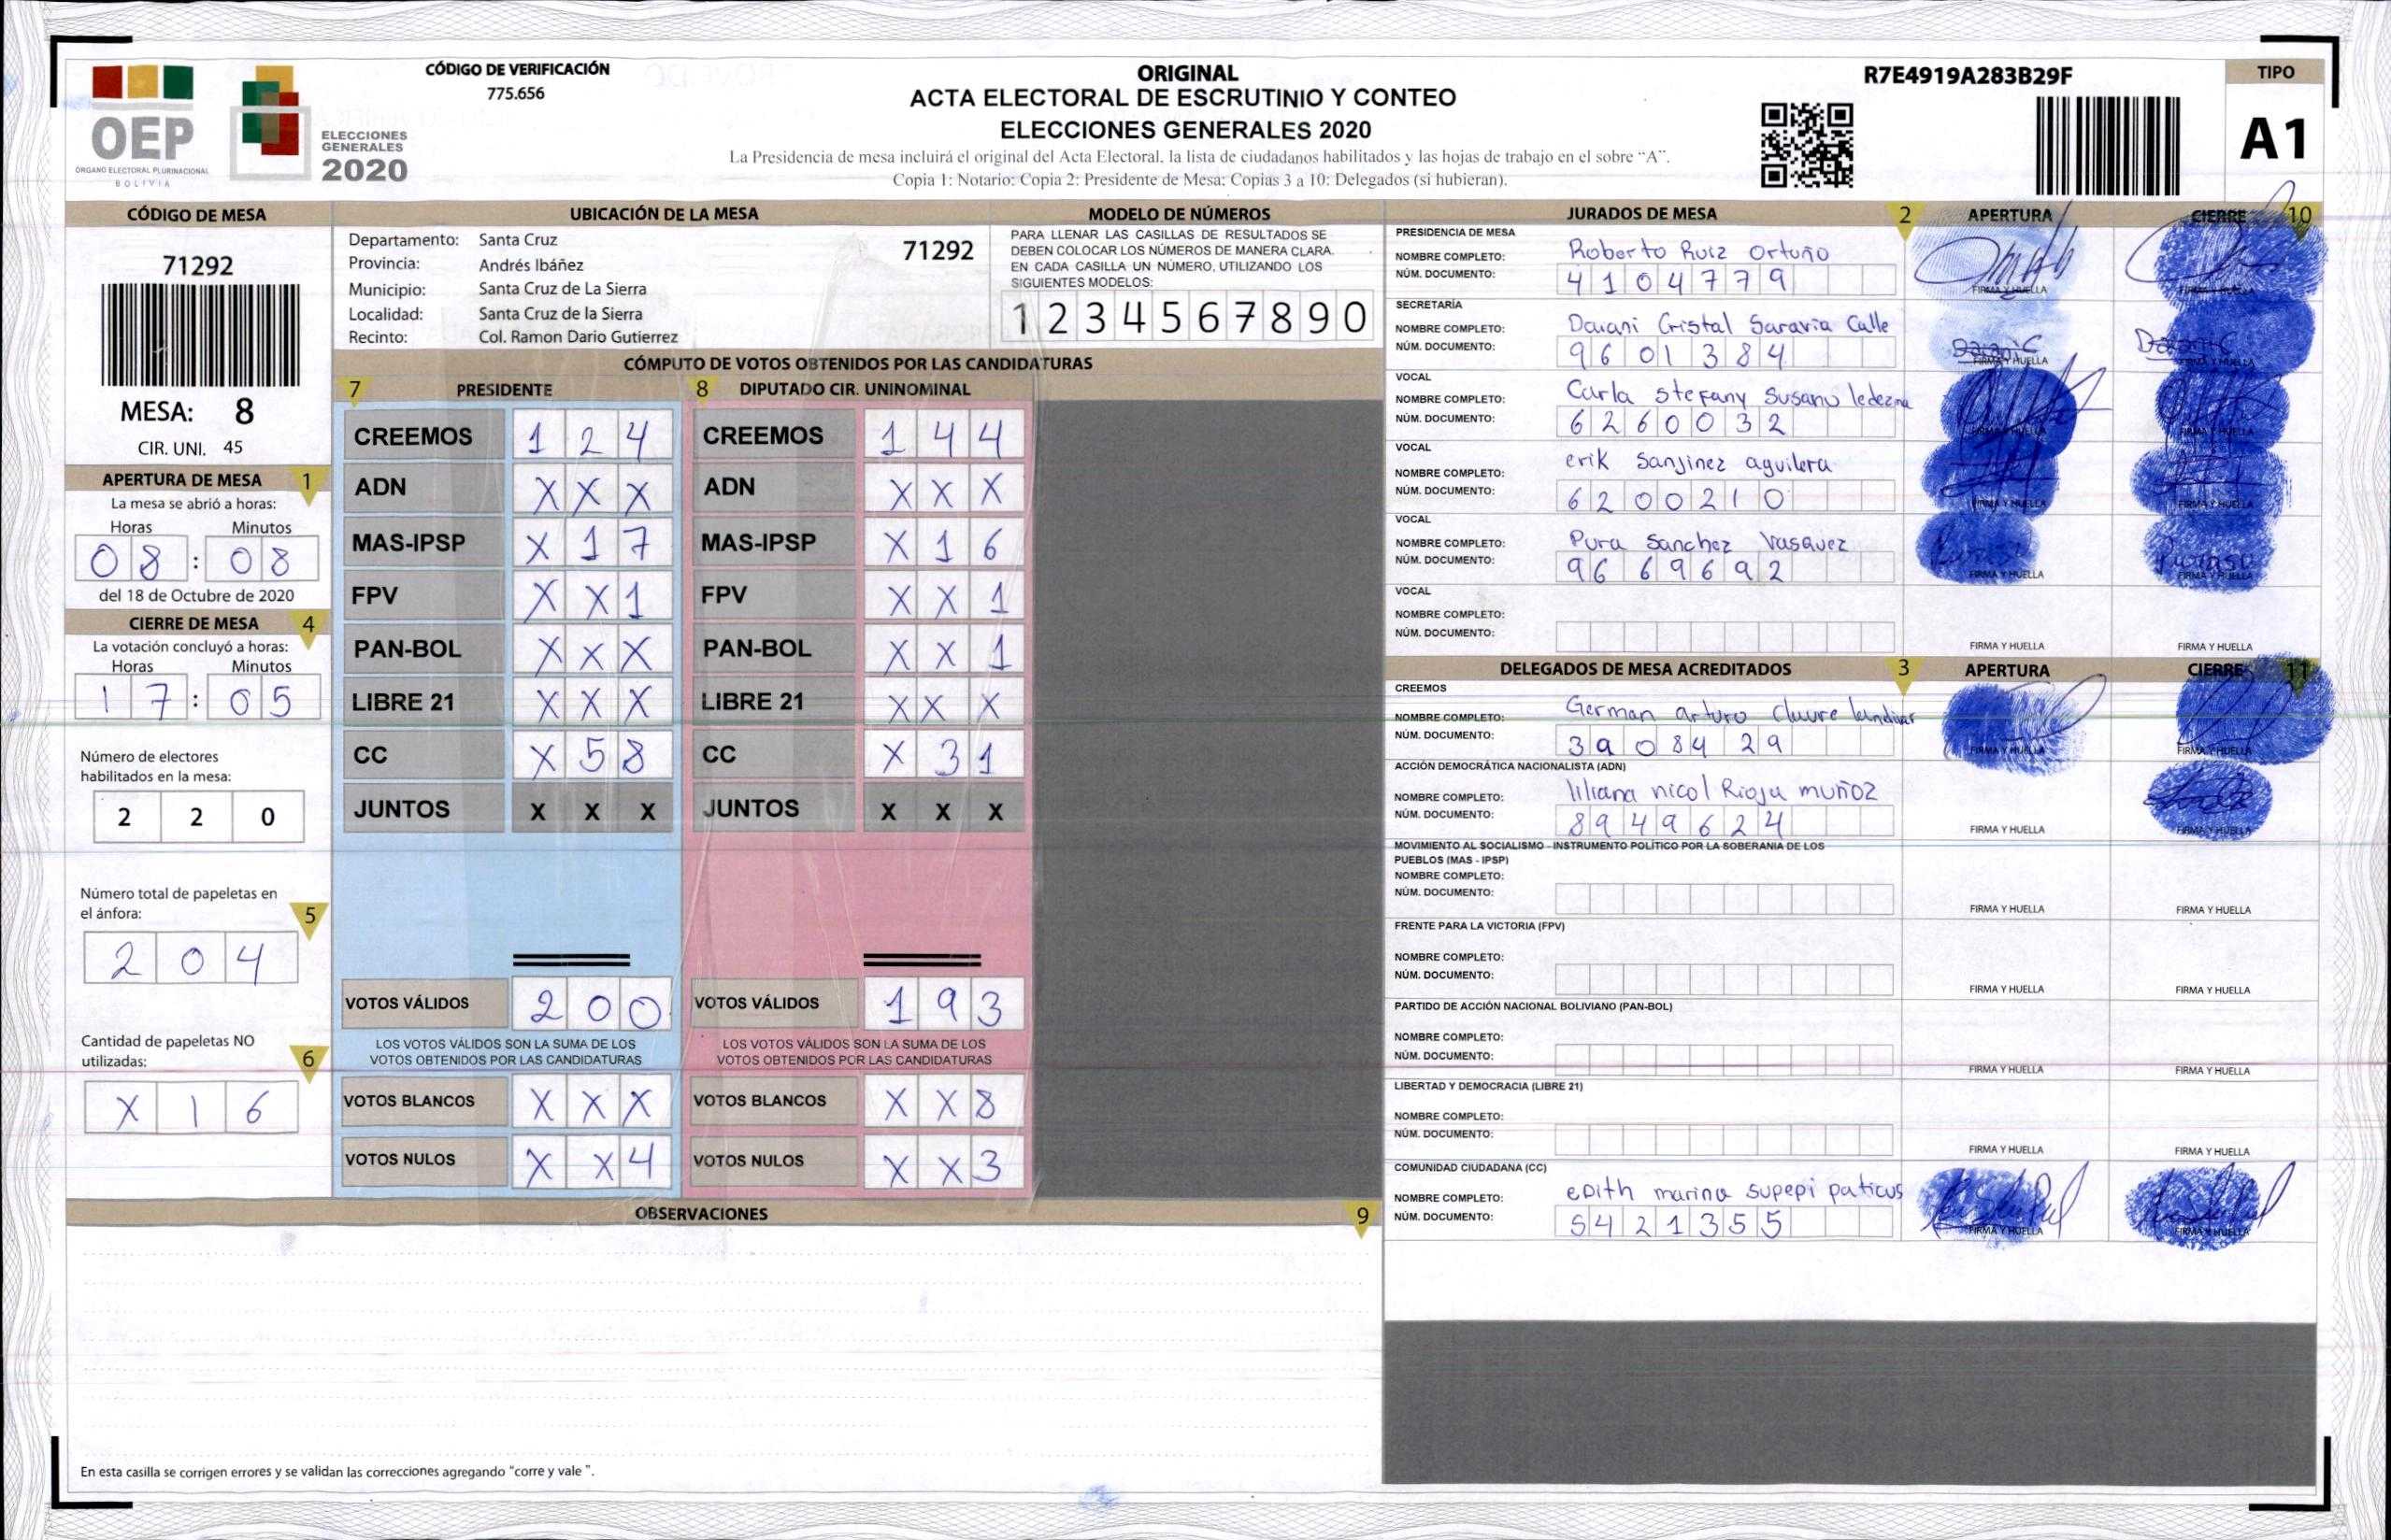 OEP
ÓRGANO ELECTORAL PLURINACIONAL
BOLIVIA
ELECCIONES
GENERALES
2020
CÓDIGO DE VERIFICACIÓN
775.656
ORIGINAL
ACTA ELECTORAL DE ESCRUTINIO Y CONTEO
ELECCIONES GENERALES 2020
La Presidencia de mesa incluirá el original del Acta Electoral, la lista de ciudadanos habilitados y las hojas de trabajo en el sobre "A".
Copia 1: Notario: Copia 2: Presidente de Mesa: Copias 3 a 10: Delegados (si hubieran).
R7E4919A283B29F
TIPO
A1
CÓDIGO DE MESA
71292
MESA: 8
CIR. UNI. 45
APERTURA DE MESA 1
La mesa se abrió a horas:
Horas Minutos
08 : 08
del 18 de Octubre de 2020
CIERRE DE MESA 4
La votación concluyó a horas:
Horas Minutos
17 : 05
Número de electores
habilitados en la mesa:
2 2 0
Número total de papeletas en
el ánfora:
5
2 0 4
Cantidad de papeletas NO
utilizadas:
6
X 1 6
UBICACIÓN DE LA MESA
Departamento: Santa Cruz
71292
Provincia: Andrés Ibáñez
Municipio: Santa Cruz de La Sierra
Localidad: Santa Cruz de la Sierra
Recinto: Col. Ramon Dario Gutierrez
MODELO DE NÚMEROS
PARA LLENAR LAS CASILLAS DE RESULTADOS SE
DEBEN COLOCAR LOS NÚMEROS DE MANERA CLARA.
EN CADA CASILLA UN NÚMERO, UTILIZANDO LOS
SIGUIENTES MODELOS:
1 2 3 4 5 6 7 8 9 0
CÓMPUTO DE VOTOS OBTENIDOS POR LAS CANDIDATURAS
7 PRESIDENTE
CREEMOS 1 2 4
ADN X X X
MAS-IPSP X 1 7
FPV X X 1
PAN-BOL X X X
LIBRE 21 X X X
CC X 5 8
JUNTOS X X X
VOTOS VÁLIDOS 2 0 0
LOS VOTOS VÁLIDOS SON LA SUMA DE LOS
VOTOS OBTENIDOS POR LAS CANDIDATURAS
VOTOS BLANCOS X X X
VOTOS NULOS X X 4
8 DIPUTADO CIR. UNINOMINAL
CREEMOS 1 4 4
ADN X X X
MAS-IPSP X 1 6
FPV X X 1
PAN-BOL X X 1
LIBRE 21 X X X
CC X 3 1
JUNTOS X X X
VOTOS VÁLIDOS 1 9 3
LOS VOTOS VÁLIDOS SON LA SUMA DE LOS
VOTOS OBTENIDOS POR LAS CANDIDATURAS
VOTOS BLANCOS X X 8
VOTOS NULOS X X 3
OBSERVACIONES 9
En esta casilla se corrigen errores y se validan las correcciones agregando "corre y vale ".
JURADOS DE MESA 2 APERTURA CIERRE 10
PRESIDENCIA DE MESA
NOMBRE COMPLETO: Roberto Ruiz Ortuño
NÚM. DOCUMENTO: 4104779
FIRMA Y HUELLA FIRMA Y HUELLA
SECRETARÍA
NOMBRE COMPLETO: Daiani Cristal Saravia Calle
NÚM. DOCUMENTO: 9601384
FIRMA Y HUELLA FIRMA Y HUELLA
VOCAL
NOMBRE COMPLETO: Carla stefany Susano ledezma
NÚM. DOCUMENTO: 6260032
FIRMA Y HUELLA FIRMA Y HUELLA
VOCAL
NOMBRE COMPLETO: erik Sanjinez aguilera
NÚM. DOCUMENTO: 6200210
FIRMA Y HUELLA FIRMA Y HUELLA
VOCAL
NOMBRE COMPLETO: Pura Sanchez Vasquez
NÚM. DOCUMENTO: 9669692
FIRMA Y HUELLA FIRMA Y HUELLA
VOCAL
NOMBRE COMPLETO:
NÚM. DOCUMENTO:
FIRMA Y HUELLA FIRMA Y HUELLA
DELEGADOS DE MESA ACREDITADOS 3 APERTURA CIERRE 11
CREEMOS
NOMBRE COMPLETO: German arturo
NÚM. DOCUMENTO: 3908429
FIRMA Y HUELLA FIRMA Y HUELLA
ACCIÓN DEMOCRÁTICA NACIONALISTA (ADN)
NOMBRE COMPLETO: liliana nicol Rioja muñoz
NÚM. DOCUMENTO: 8949624
FIRMA Y HUELLA FIRMA Y HUELLA
MOVIMIENTO AL SOCIALISMO - INSTRUMENTO POLÍTICO POR LA SOBERANIA DE LOS
PUEBLOS (MAS - IPSP)
NOMBRE COMPLETO:
NÚM. DOCUMENTO:
FIRMA Y HUELLA FIRMA Y HUELLA
FRENTE PARA LA VICTORIA (FPV)
NOMBRE COMPLETO:
NÚM. DOCUMENTO:
FIRMA Y HUELLA FIRMA Y HUELLA
PARTIDO DE ACCIÓN NACIONAL BOLIVIANO (PAN-BOL)
NOMBRE COMPLETO:
NÚM. DOCUMENTO:
FIRMA Y HUELLA FIRMA Y HUELLA
LIBERTAD Y DEMOCRACIA (LIBRE 21)
NOMBRE COMPLETO:
NÚM. DOCUMENTO:
FIRMA Y HUELLA FIRMA Y HUELLA
COMUNIDAD CIUDADANA (CC)
NOMBRE COMPLETO: edith marina supepi paticus
NÚM. DOCUMENTO: 5421355
FIRMA Y HUELLA FIRMA Y HUELLA